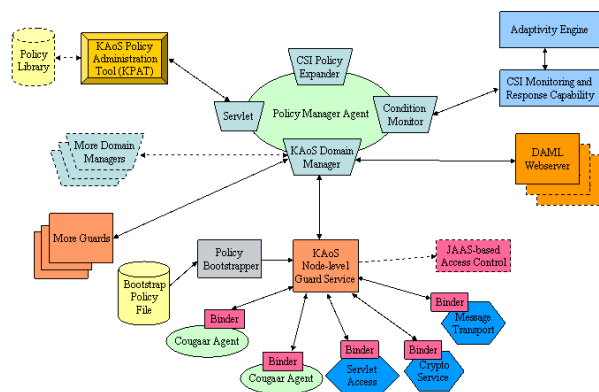 Adaptivity Engine
Policy
Library
KAoS Policy
Administration
Tool (KPAT)
CSI Policy
Expander
CSI Monitoring and
Response Capability
Servlet
Policy Manager Agent
Condition
Monitor
More Domain
Managers
KAoS Domain
Manager
DAML
Webserver
More Guards
Policy
Bootstrapper
KAoS
Node-level
Guard Service
JAAS-based
Access Control
Bootstrap
Policy
File
Binder
Cougaar Agent
Binder
Message
Transport
Binder
Cougaar Agent
Binder
Servlet
Access
Binder
Crypto
Service